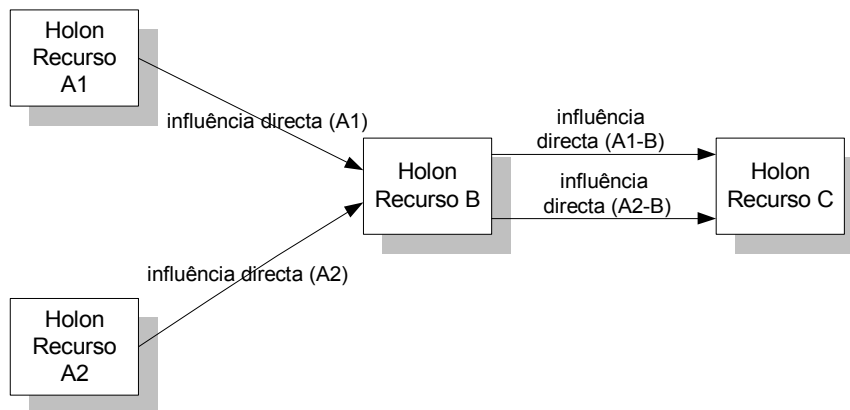 Holon
Recurso
A1
influência directa (A1)
Holon
Recurso B
influência
directa (A1-B)
influência
directa (A2-B)
Holon
Recurso C
influência directa (A2)
Holon
Recurso
A2